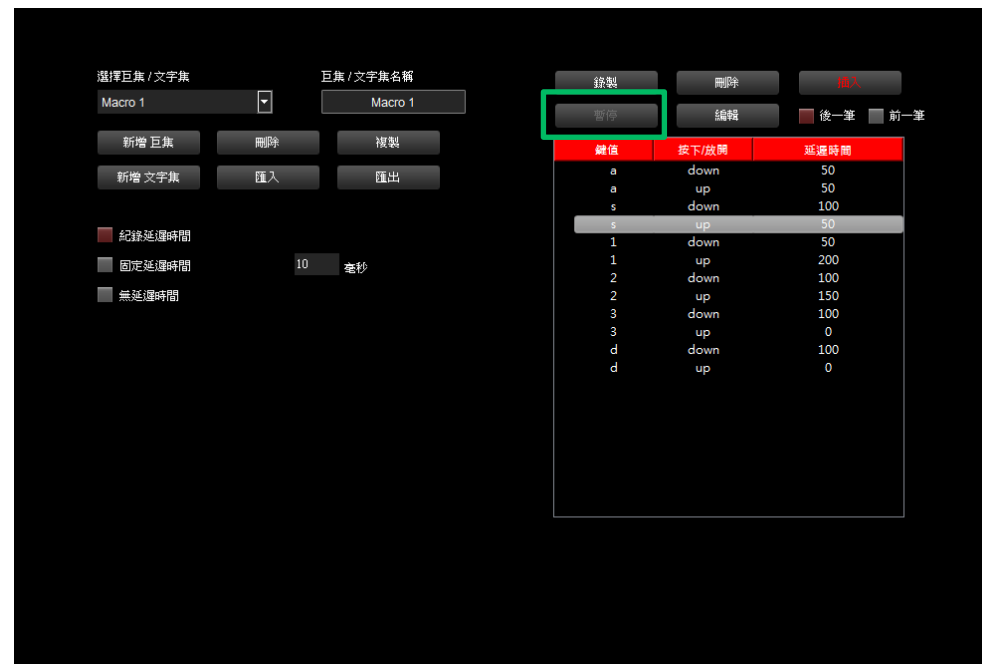 選擇巨集 / 文字集
巨集 / 文字集名稱
Macro 1
Macro 1
新增 巨集 刪除 複製
新增 文字集 匯入 匯出
紀錄延遲時間
固定延遲時間 10 毫秒
無延遲時間
錄製 刪除 插入
暫停 編輯 後一筆 前一筆
鍵值 按下/放開 延遲時間
a down 50
a up 50
s down 100
s up 50
1 down 50
1 up 200
2 down 100
2 up 150
3 down 100
3 up 0
d down 100
d up 0